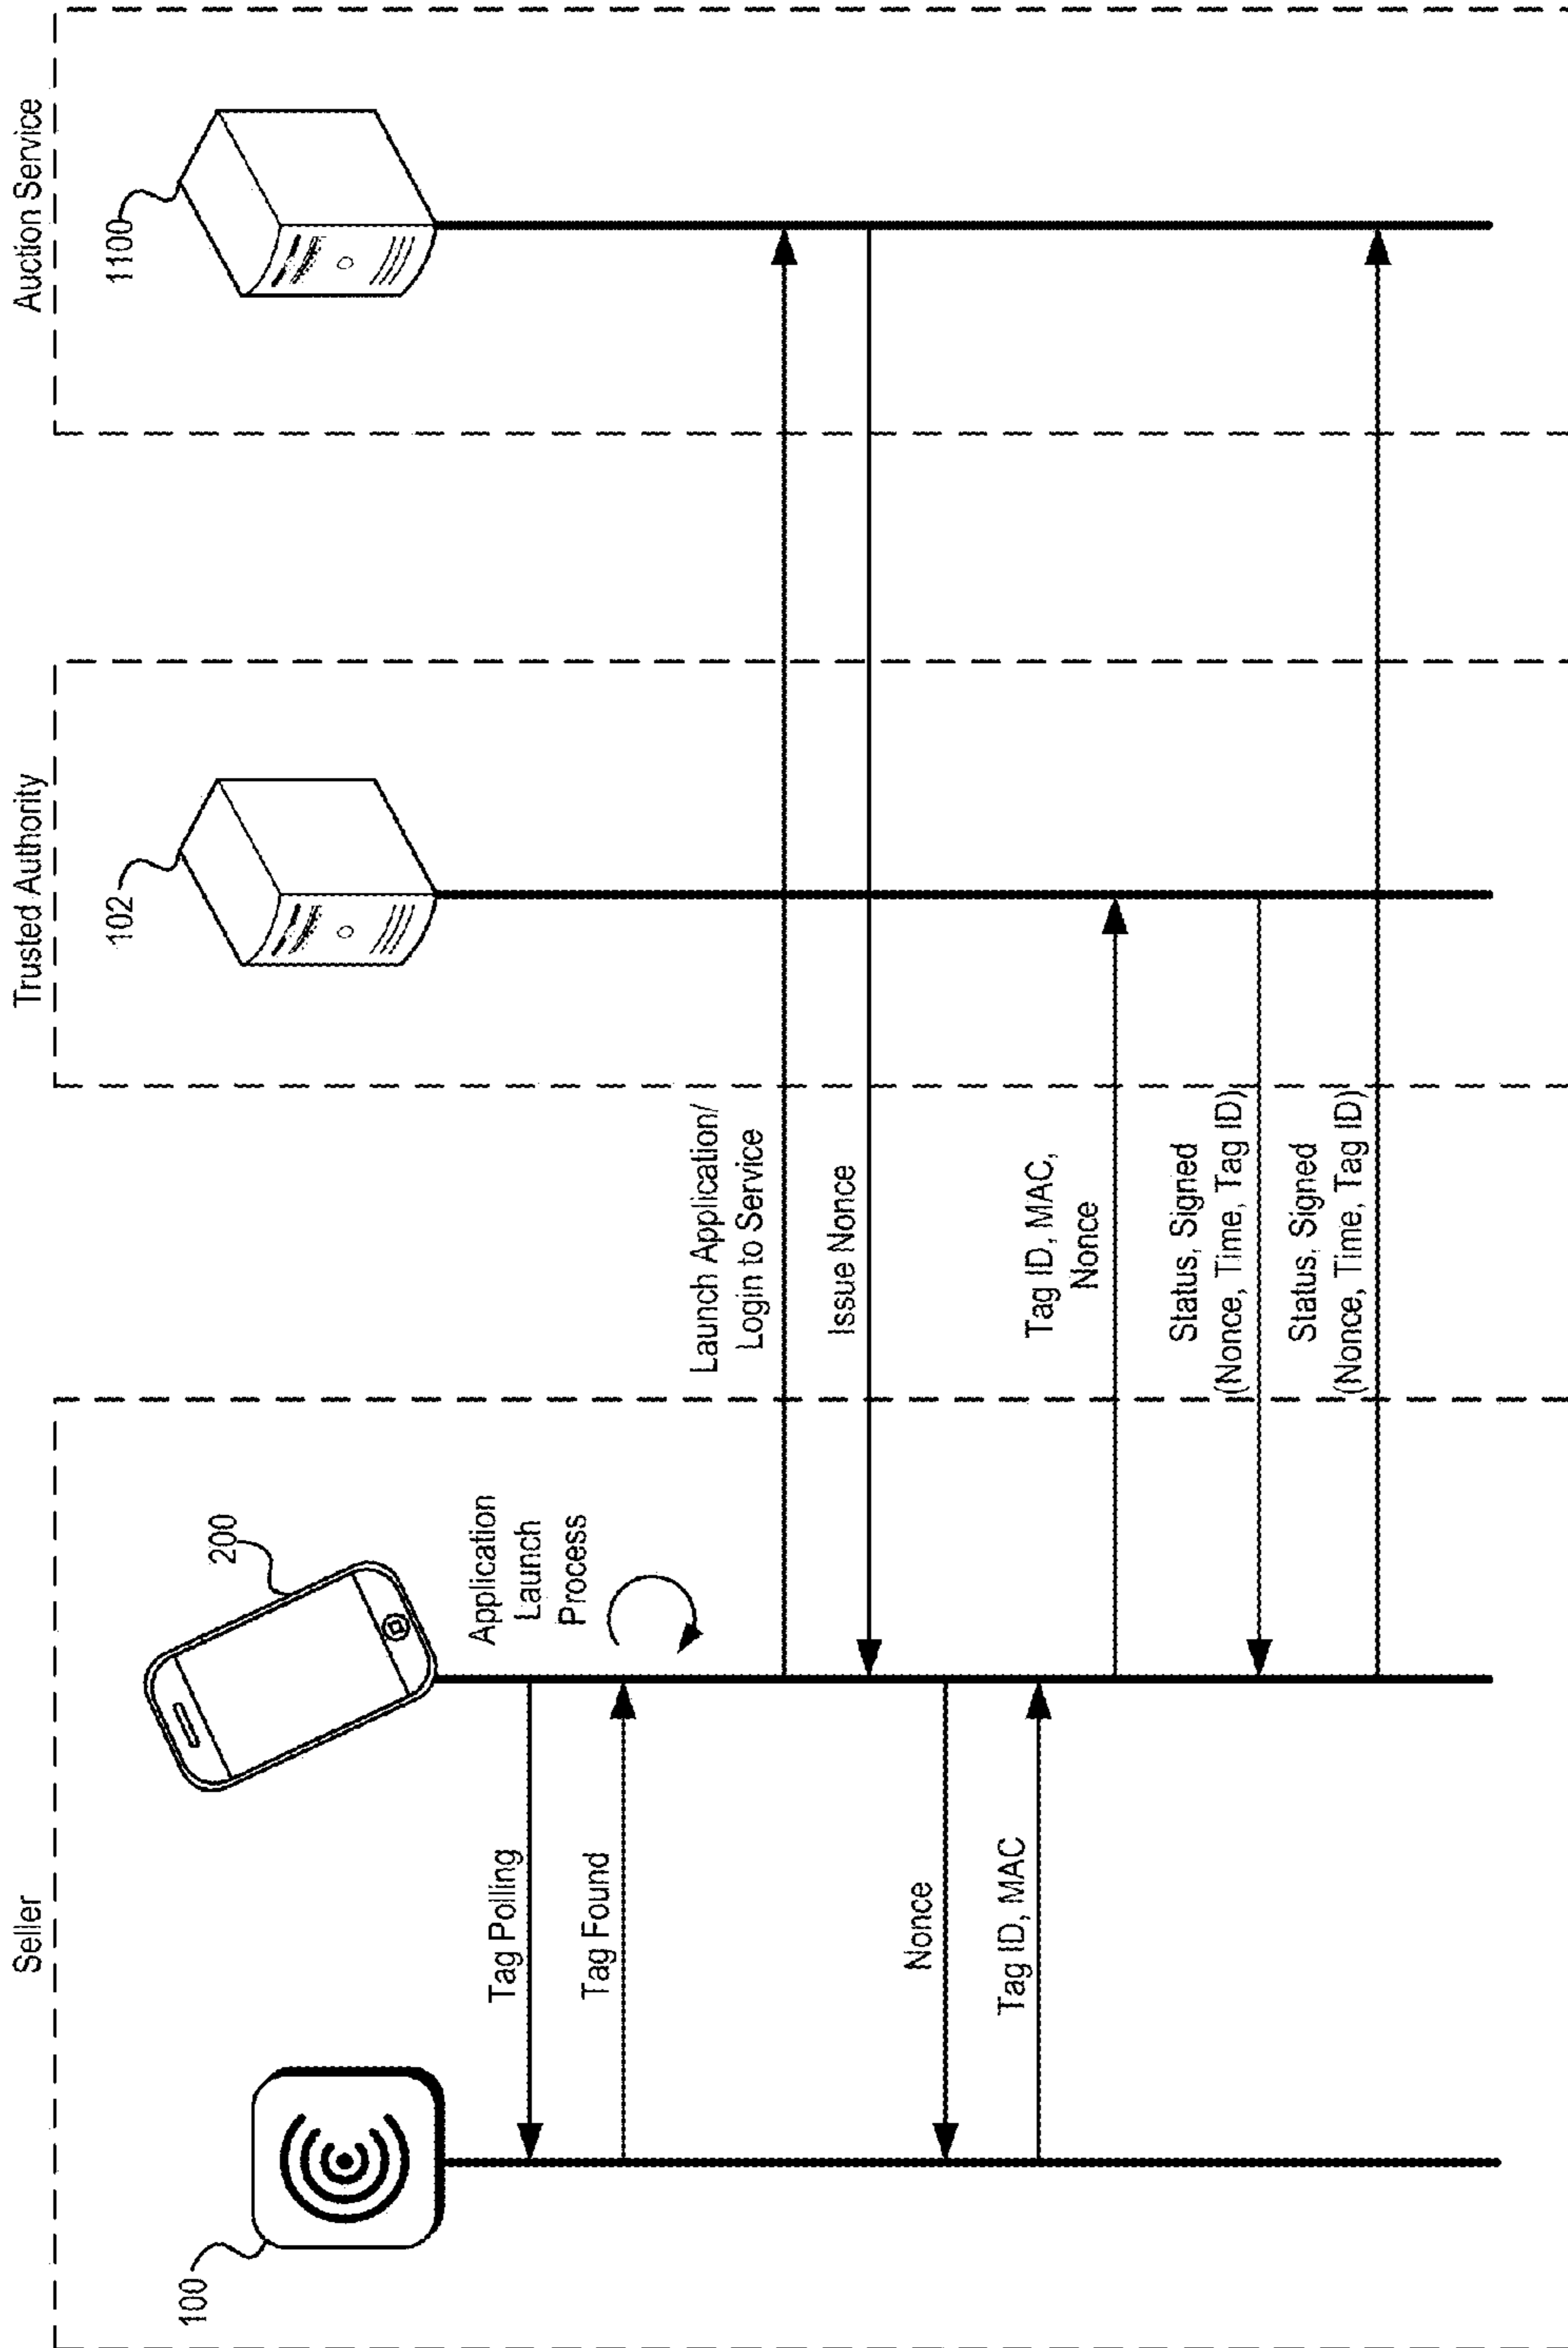 Seller
Trusted Authority
Auction Service
100
200
102
1100
Tag Polling
Application
Launch
Process
Tag Found
Launch Application/
Login to Service
Issue Nonce
Nonce
Tag ID, MAC
Tag ID, MAC,
Nonce
Status, Signed
(Nonce, Time, Tag ID)
Status, Signed
(Nonce, Time, Tag ID)